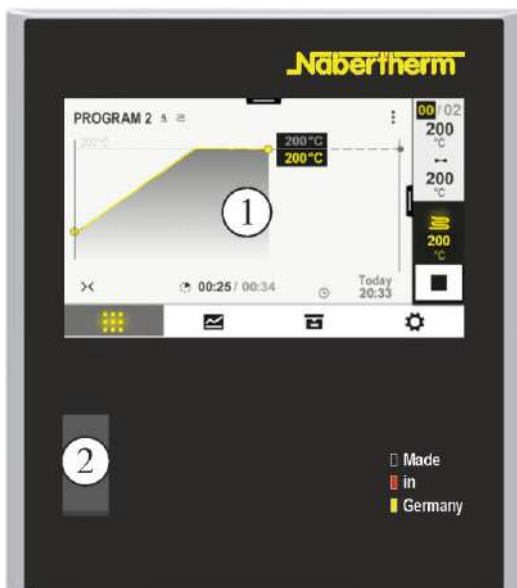 Nabertherm
PROGRAM 2
00 / 02
200
°C
200
°C
200 °C
200 °C
200 °C
1
200
°C
00:25 / 00:34
Today
20:33
2
Made
in
Germany